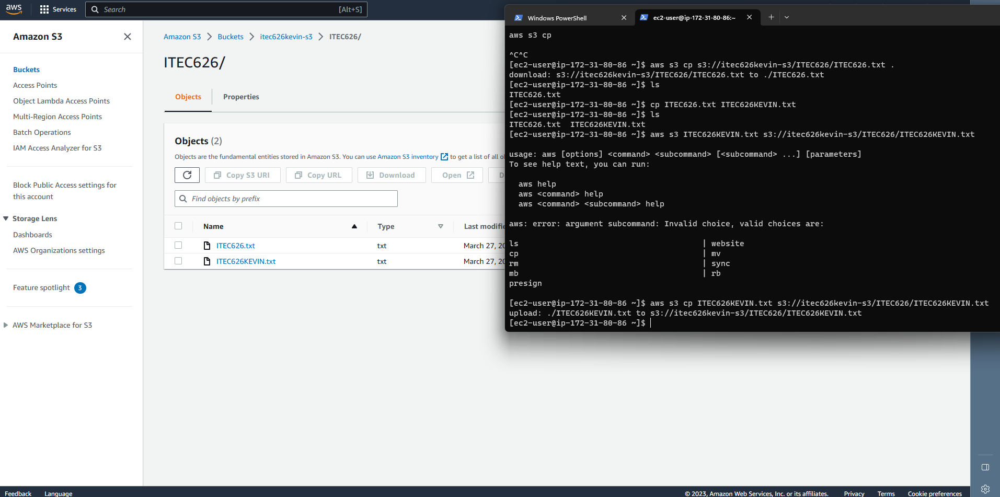 aws
Services
Search
[Alt+S]
Amazon S3
Buckets
Access Points
Object Lambda Access Points
Multi-Region Access Points
Batch Operations
IAM Access Analyzer for S3
Block Public Access settings for
this account
Storage Lens
Dashboards
AWS Organizations settings
Feature spotlight 3
AWS Marketplace for S3
Amazon S3 Buckets itec626kevin-s3 ITEC626/
ITEC626/
Objects Properties
Objects (2)
Objects are the fundamental entities stored in Amazon S3. You can use Amazon S3 inventory to get a list of all
Copy S3 URI Copy URL Download Open
Find objects by prefix
Name Type Last
ITEC626.txt txt March 27,
ITEC626KEVIN.txt txt March 27,
Windows PowerShell
ec2-user@ip-172-31-80-86:~
aws s3 cp
^C^C
[ec2-user@ip-172-31-80-86 ~]$ aws s3 cp s3://itec626kevin-s3/ITEC626/ITEC626.txt .
download: s3://itec626kevin-s3/ITEC626/ITEC626.txt to ./ITEC626.txt
[ec2-user@ip-172-31-80-86 ~]$ ls
ITEC626.txt
[ec2-user@ip-172-31-80-86 ~]$ cp ITEC626.txt ITEC626KEVIN.txt
[ec2-user@ip-172-31-80-86 ~]$ ls
ITEC626.txt ITEC626KEVIN.txt
[ec2-user@ip-172-31-80-86 ~]$ aws s3 ITEC626KEVIN.txt s3://itec626kevin-s3/ITEC626/ITEC626KEVIN.txt
usage: aws [options] <command> <subcommand> [<subcommand> ...] [parameters]
To see help text, you can run:
aws help
aws <command> help
aws <command> <subcommand> help
aws: error: argument subcommand: Invalid choice, valid choices are:
ls | website
cp | mv
rm | sync
mb | rb
presign
[ec2-user@ip-172-31-80-86 ~]$ aws s3 cp ITEC626KEVIN.txt s3://itec626kevin-s3/ITEC626/ITEC626KEVIN.txt
upload: ./ITEC626KEVIN.txt to s3://itec626kevin-s3/ITEC626/ITEC626KEVIN.txt
[ec2-user@ip-172-31-80-86 ~]$
Feedback Language
© 2023, Amazon Web Services, Inc. or its affiliates. Privacy Terms Cookie preferences